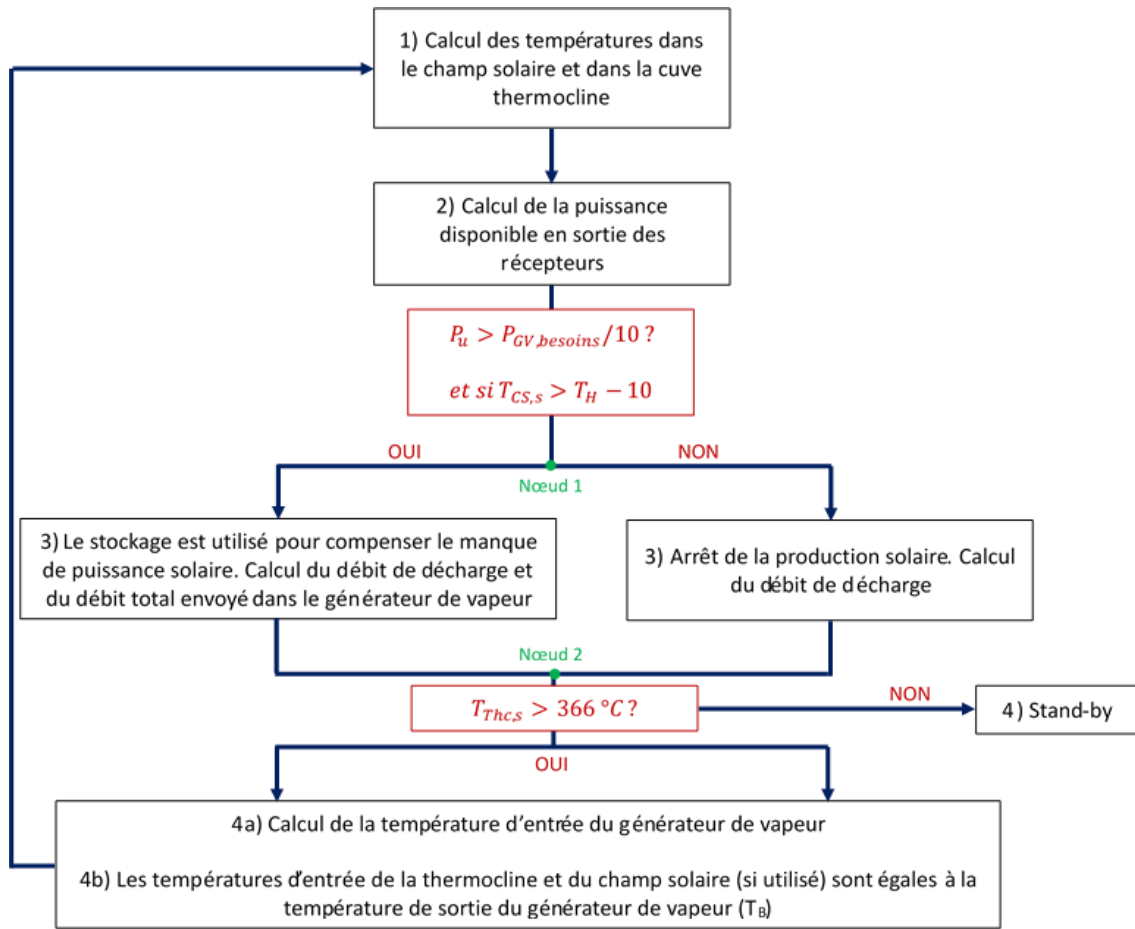 1) Calcul des températures dans
le champ solaire et dans la cuve
thermocline
2) Calcul de la puissance
disponible en sortie des
récepteurs
P_u > P_{GV,besoins}/10 ?
et si T_{CS,s} > T_H − 10
OUI
NON
Nœud 1
3) Le stockage est utilisé pour compenser le manque
de puissance solaire. Calcul du débit de décharge et
du débit total envoyé dans le générateur de vapeur
3) Arrêt de la production solaire. Calcul
du débit de décharge
Nœud 2
T_{Thc,s} > 366 °C ?
NON
4) Stand-by
OUI
4a) Calcul de la température d’entrée du générateur de vapeur
4b) Les températures d’entrée de la thermocline et du champ solaire (si utilisé) sont égales à la
température de sortie du générateur de vapeur (T_B)